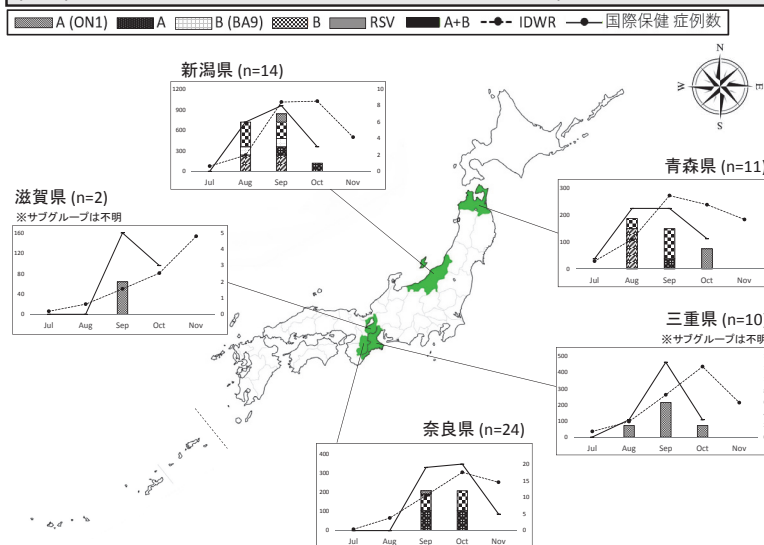 A (ON1) A B (BA9) B RSV A+B IDWR 国際保健 症例数
N
W E
S
新潟県 (n=14)
1200
900
600
300
0
10
8
6
4
2
0
Jul Aug Sep Oct Nov
青森県 (n=11)
300
200
100
0
Jul Aug Sep Oct Nov
滋賀県 (n=2)
※サブグループは不明
160
120
80
40
0
5
4
3
2
1
0
Jul Aug Sep Oct Nov
三重県 (n=10)
※サブグループは不明
500
400
300
200
100
0
Jul Aug Sep Oct Nov
奈良県 (n=24)
400
300
200
100
0
20
15
10
5
0
Jul Aug Sep Oct Nov